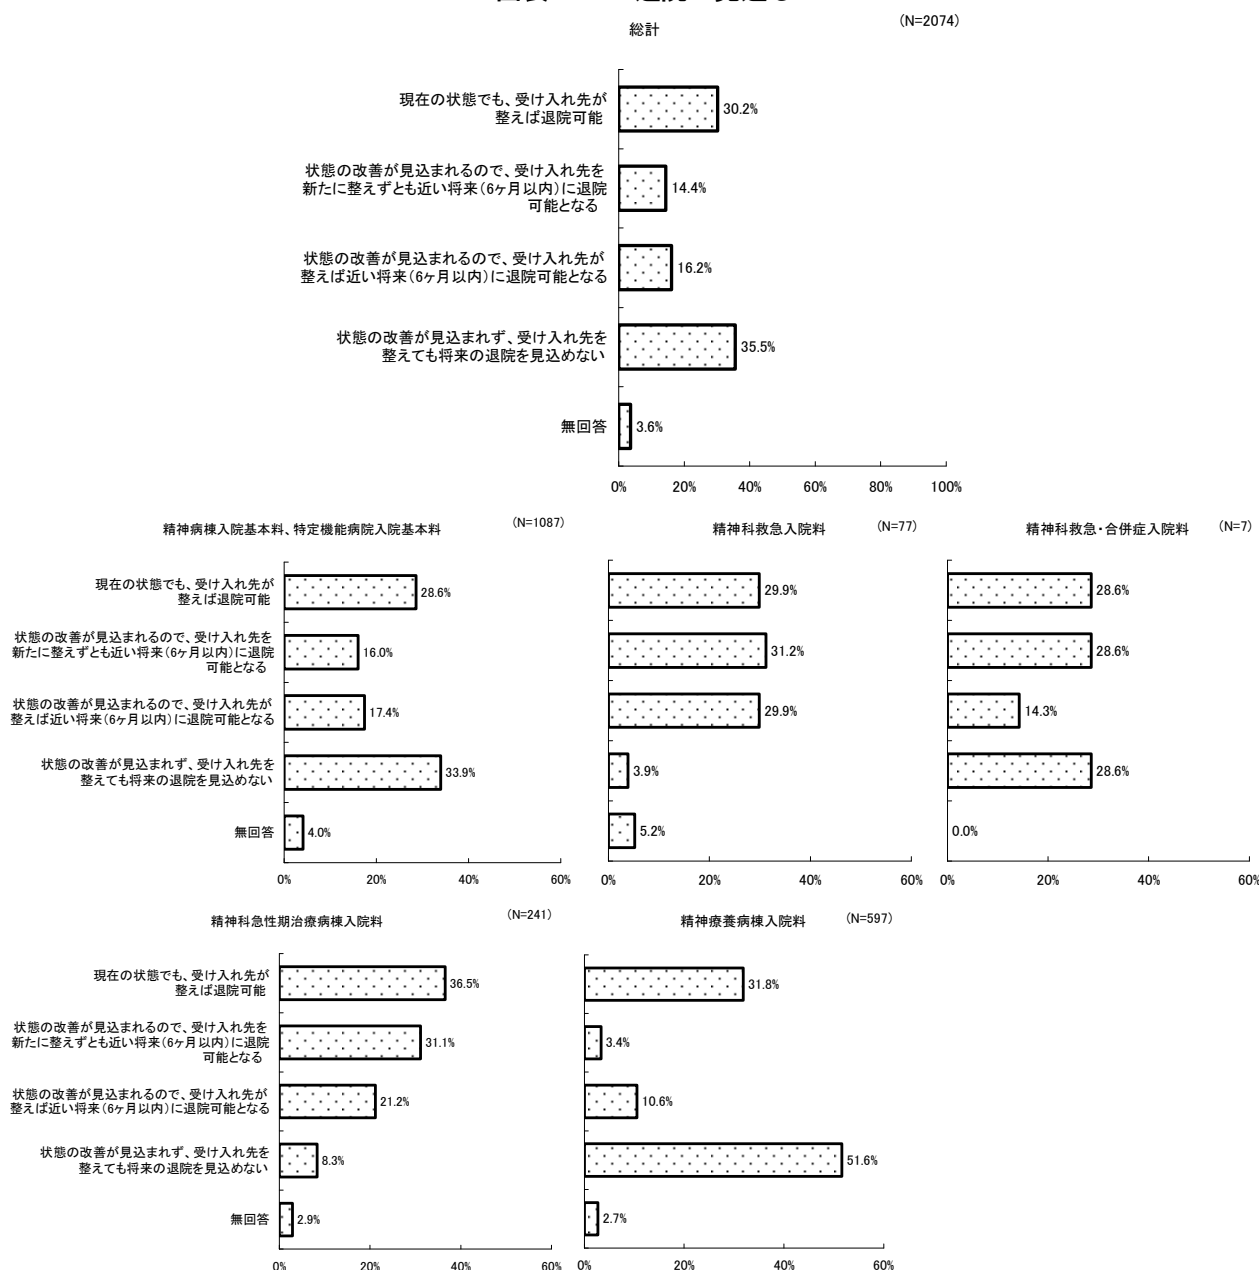 総計
(N=2074)
現在の状態でも、受け入れ先が
整えば退院可能
30.2%
状態の改善が見込まれるので、受け入れ先を
新たに整えずとも近い将来(6ヶ月以内)に退院
可能となる
14.4%
状態の改善が見込まれるので、受け入れ先が
整えば近い将来(6ヶ月以内)に退院可能となる
16.2%
状態の改善が見込まれず、受け入れ先を
整えても将来の退院を見込めない
35.5%
無回答
3.6%
0% 20% 40% 60% 80% 100%
精神病棟入院基本料、特定機能病院入院基本料
(N=1087)
現在の状態でも、受け入れ先が
整えば退院可能
28.6%
状態の改善が見込まれるので、受け入れ先を
新たに整えずとも近い将来(6ヶ月以内)に退院
可能となる
16.0%
状態の改善が見込まれるので、受け入れ先が
整えば近い将来(6ヶ月以内)に退院可能となる
17.4%
状態の改善が見込まれず、受け入れ先を
整えても将来の退院を見込めない
33.9%
無回答
4.0%
0% 20% 40% 60%
精神科救急入院料
(N=77)
29.9%
31.2%
29.9%
3.9%
5.2%
0% 20% 40% 60%
精神科救急・合併症入院料
(N=7)
28.6%
28.6%
14.3%
28.6%
0.0%
0% 20% 40% 60%
精神科急性期治療病棟入院料
(N=241)
現在の状態でも、受け入れ先が
整えば退院可能
36.5%
状態の改善が見込まれるので、受け入れ先を
新たに整えずとも近い将来(6ヶ月以内)に退院
可能となる
31.1%
状態の改善が見込まれるので、受け入れ先が
整えば近い将来(6ヶ月以内)に退院可能となる
21.2%
状態の改善が見込まれず、受け入れ先を
整えても将来の退院を見込めない
8.3%
無回答
2.9%
0% 20% 40% 60%
精神療養病棟入院料
(N=597)
31.8%
3.4%
10.6%
51.6%
2.7%
0% 20% 40% 60%